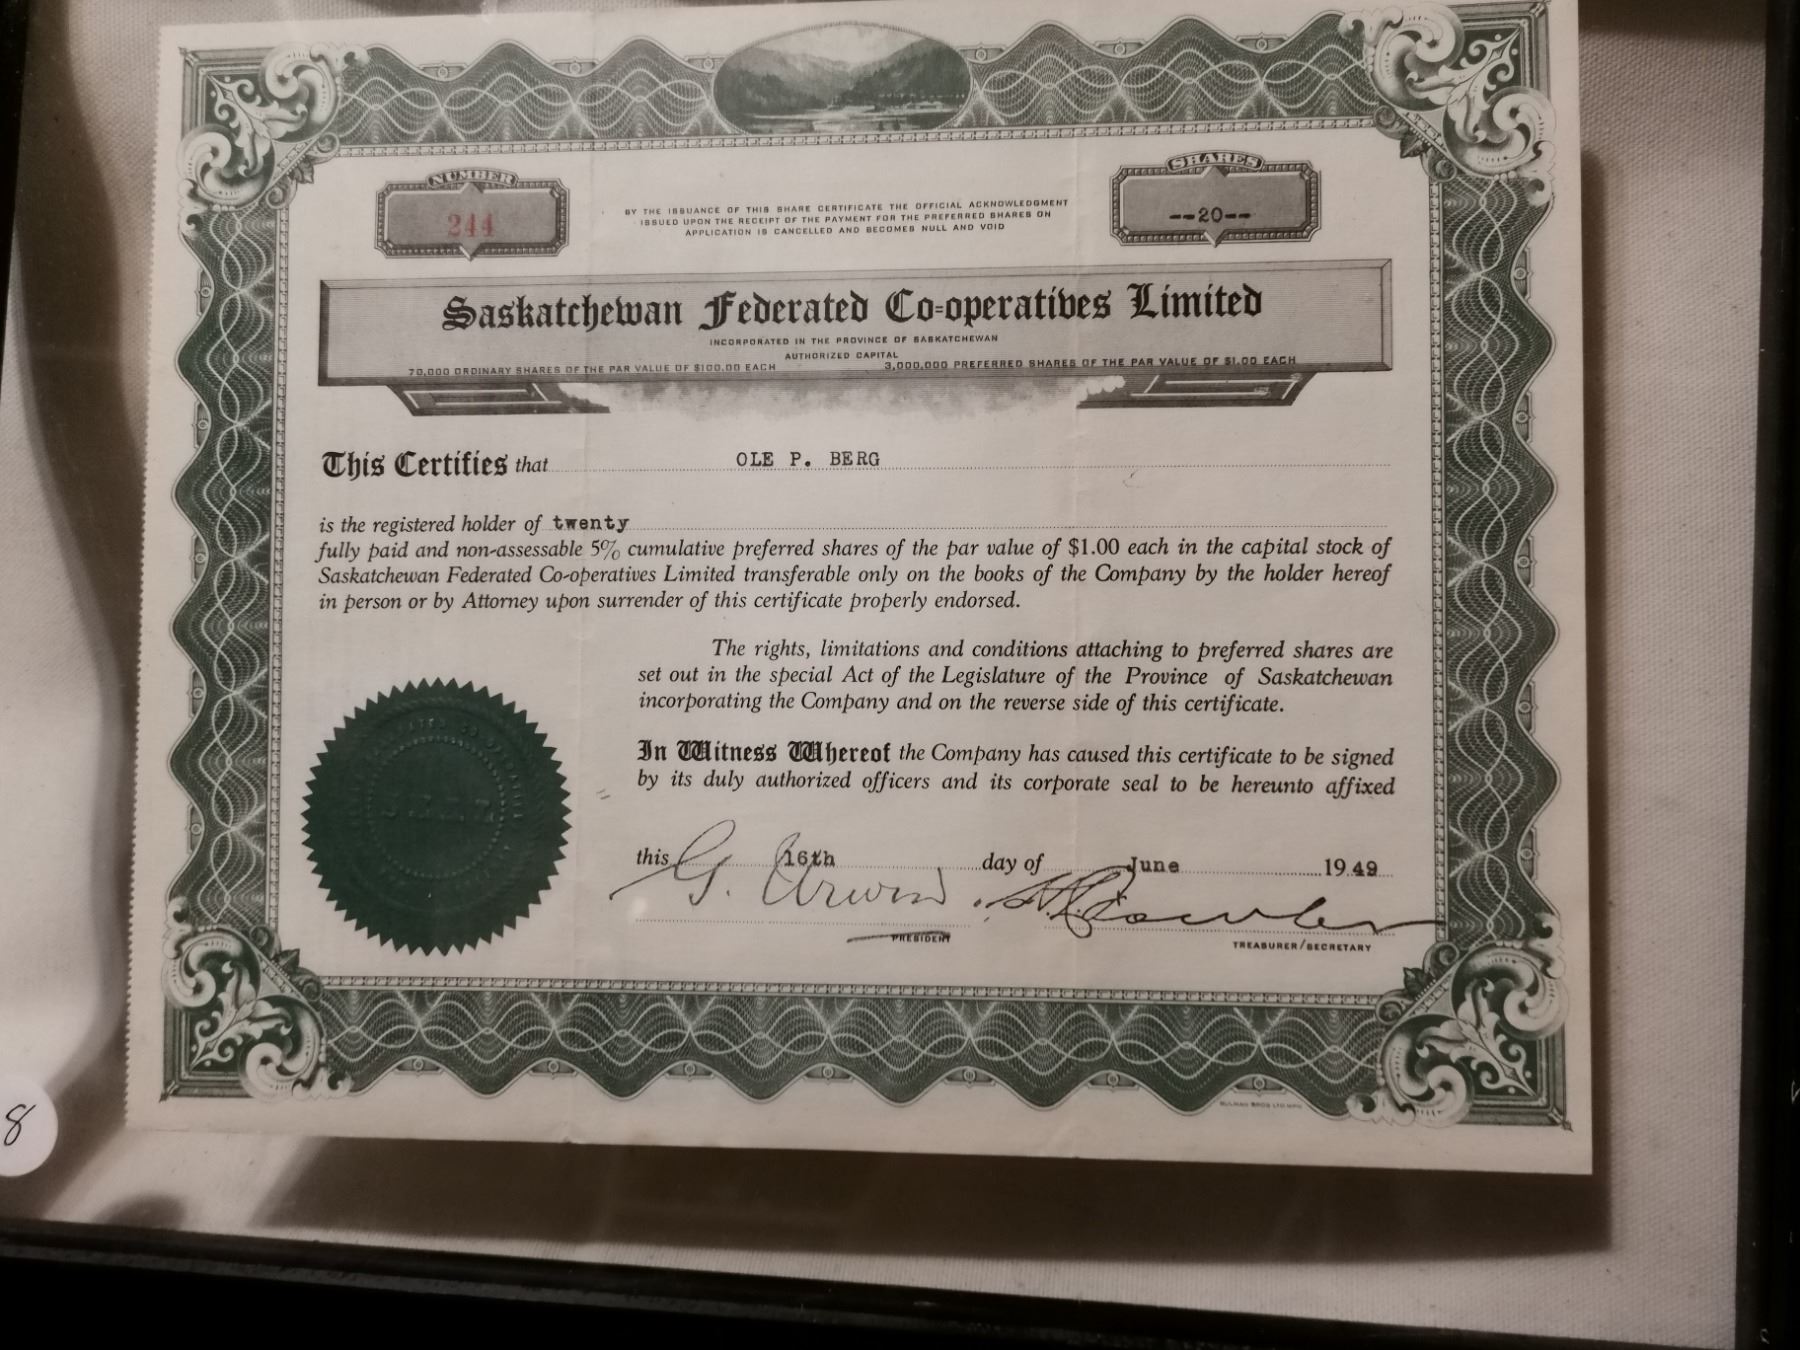 NUMBER
244
BY THE ISSUANCE OF THIS SHARE CERTIFICATE THE OFFICIAL ACKNOWLEDGMENT
ISSUED UPON THE RECEIPT OF THE PAYMENT FOR THE PREFERRED SHARES ON
APPLICATION IS CANCELLED AND BECOMES NULL AND VOID
SHARES
--20--
Saskatchewan Federated Co-operatives Limited
INCORPORATED IN THE PROVINCE OF SASKATCHEWAN
AUTHORIZED CAPITAL
70,000 ORDINARY SHARES OF THE PAR VALUE OF $100.00 EACH 3,000,000 PREFERRED SHARES OF THE PAR VALUE OF $1.00 EACH
This Certifies that OLE P. BERG
is the registered holder of twenty
fully paid and non-assessable 5% cumulative preferred shares of the par value of $1.00 each in the capital stock of
Saskatchewan Federated Co-operatives Limited transferable only on the books of the Company by the holder hereof
in person or by Attorney upon surrender of this certificate properly endorsed.
The rights, limitations and conditions attaching to preferred shares are
set out in the special Act of the Legislature of the Province of Saskatchewan
incorporating the Company and on the reverse side of this certificate.
In Witness Whereof the Company has caused this certificate to be signed
by its duly authorized officers and its corporate seal to be hereunto affixed
this 16th day of June 1949
G. Urwin
PRESIDENT
TREASURER/SECRETARY
8